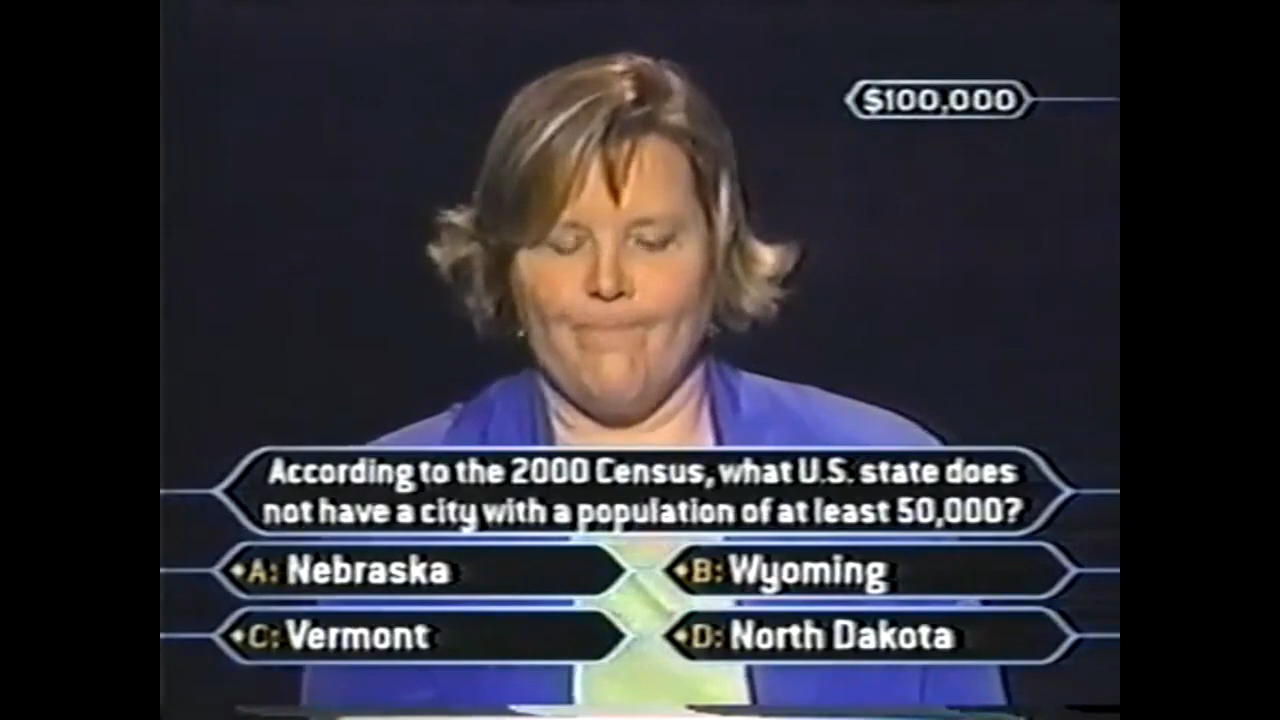 $100,000
According to the 2000 Census, what U.S. state does
not have a city with a population of at least 50,000?
A: Nebraska
B: Wyoming
C: Vermont
D: North Dakota